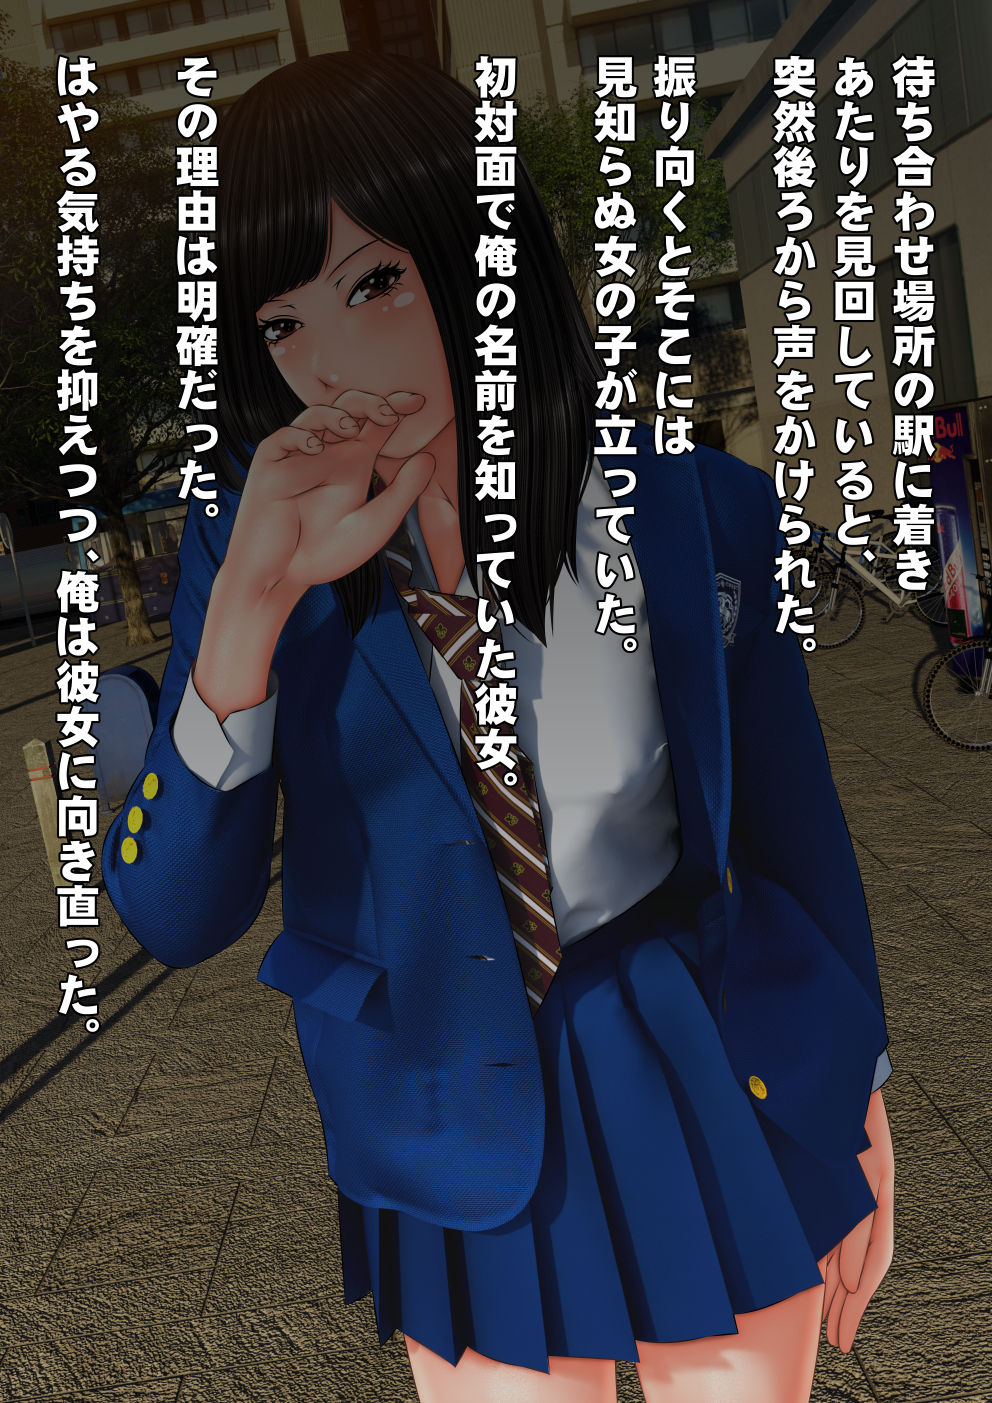 待ち合わせ場所の駅に着き
あたりを見回していると、
突然後ろから声をかけられた。
振り向くとそこには
見知らぬ女の子が立っていた。
初対面で俺の名前を知っていた彼女。
その理由は明確だった。
はやる気持ちを抑えつつ、俺は彼女に向き直った。
Bull